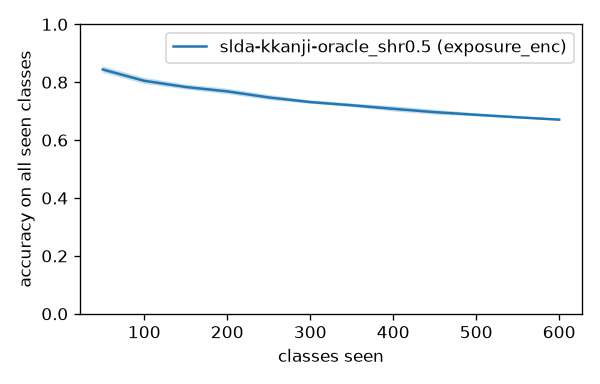 slda-kkanji-oracle_shr0.5 (exposure_enc)
accuracy on all seen classes
1.0
0.8
0.6
0.4
0.2
0.0
100 200 300 400 500 600
classes seen